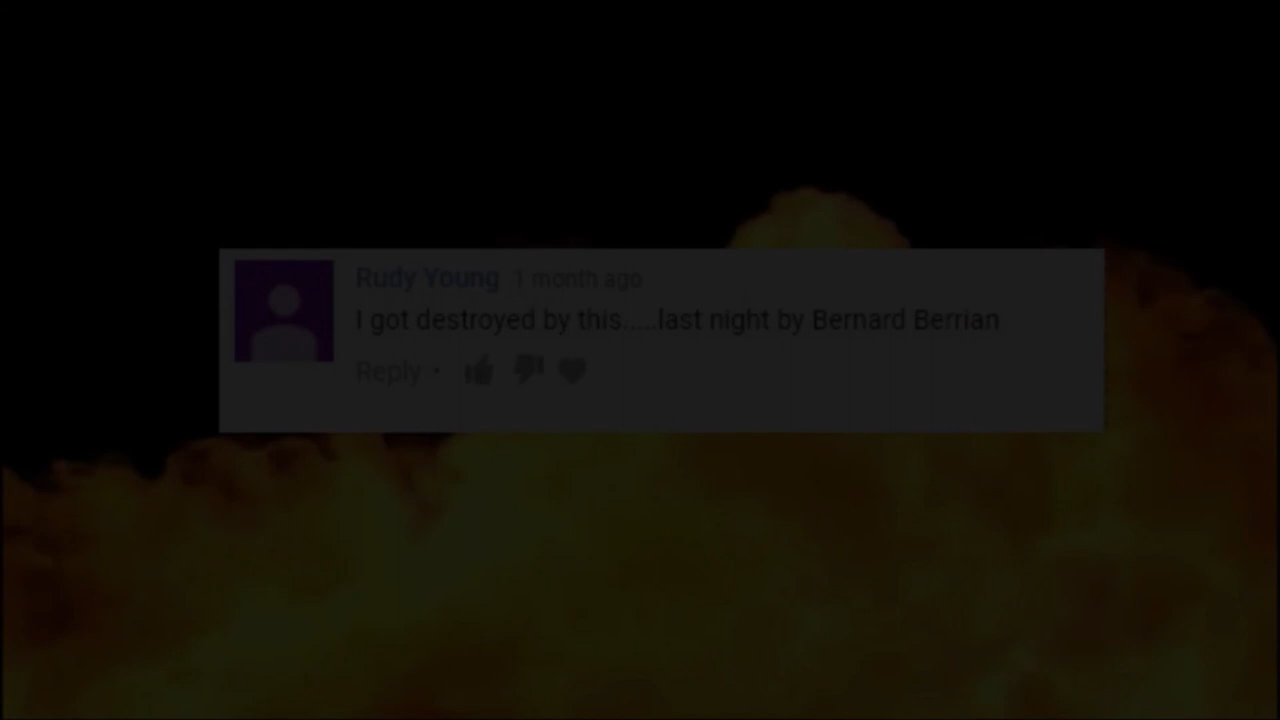 Rudy Young 1 month ago
I got destroyed by this.....last night by Bernard Berrian
Reply •